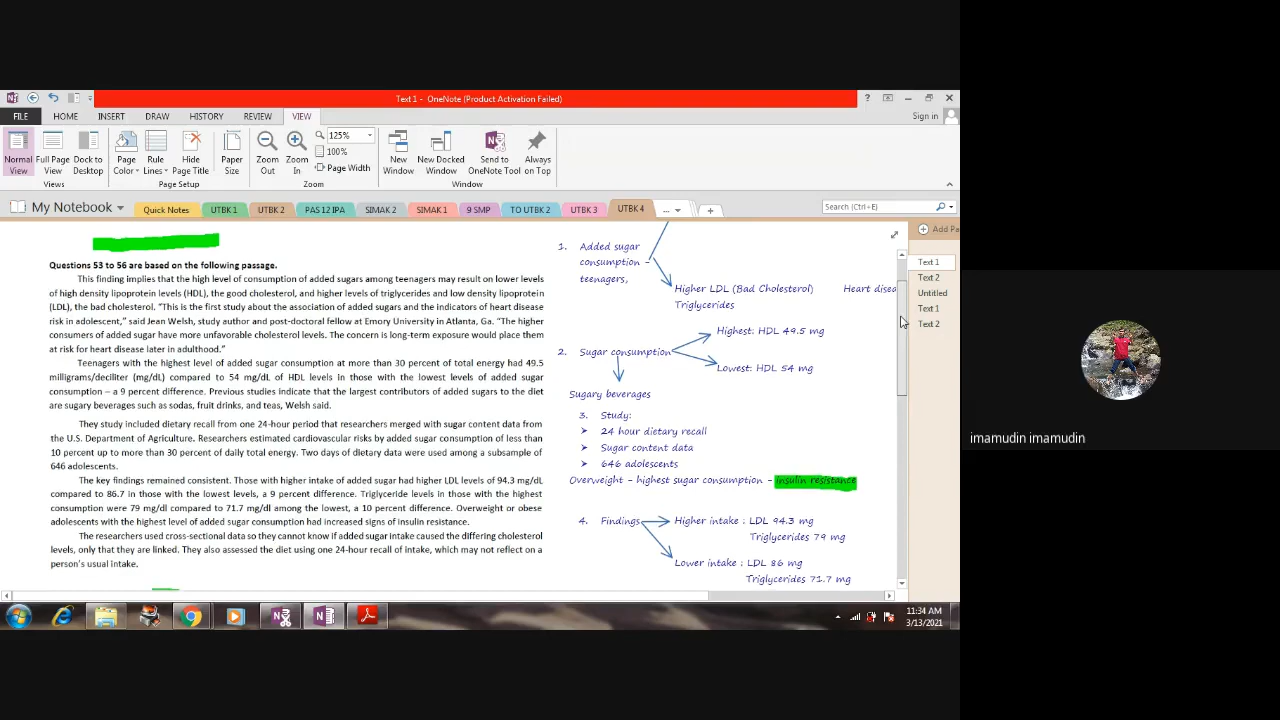 Text 1 - OneNote (Product Activation Failed)
FILE HOME INSERT DRAW HISTORY REVIEW VIEW Sign in
Normal View
Full Page View
Dock to Desktop
Views
Page Color
Rule Lines
Hide Page Title
Paper Size
Page Setup
Zoom Out
Zoom In
125%
100%
Page Width
Zoom
New Window
New Docked Window
Send to OneNote Tool
Always on Top
Window
My Notebook
Quick Notes UTBK 1 UTBK 2 PAS 12 IPA SIMAK 2 SIMAK 1 9 SMP TO UTBK 2 UTBK 3 UTBK 4 ...
Search (Ctrl+E)
Add Pa
Text 1
Text 2
Untitled
Text 1
Text 2
Questions 53 to 56 are based on the following passage.
This finding implies that the high level of consumption of added sugars among teenagers may result on lower levels
of high density lipoprotein levels (HDL), the good cholesterol, and higher levels of triglycerides and low density lipoprotein
(LDL), the bad cholesterol. “This is the first study about the association of added sugars and the indicators of heart disease
risk in adolescent,” said Jean Welsh, study author and post-doctoral fellow at Emory University in Atlanta, Ga. “The higher
consumers of added sugar have more unfavorable cholesterol levels. The concern is long-term exposure would place them
at risk for heart disease later in adulthood.”
Teenagers with the highest level of added sugar consumption at more than 30 percent of total energy had 49.5
milligrams/deciliter (mg/dL) compared to 54 mg/dL of HDL levels in those with the lowest levels of added sugar
consumption – a 9 percent difference. Previous studies indicate that the largest contributors of added sugars to the diet
are sugary beverages such as sodas, fruit drinks, and teas, Welsh said.
They study included dietary recall from one 24-hour period that researchers merged with sugar content data from
the U.S. Department of Agriculture. Researchers estimated cardiovascular risks by added sugar consumption of less than
10 percent up to more than 30 percent of daily total energy. Two days of dietary data were used among a subsample of
646 adolescents.
The key findings remained consistent. Those with higher intake of added sugar had higher LDL levels of 94.3 mg/dL
compared to 86.7 in those with the lowest levels, a 9 percent difference. Triglyceride levels in those with the highest
consumption were 79 mg/dl compared to 71.7 mg/dl among the lowest, a 10 percent difference. Overweight or obese
adolescents with the highest level of added sugar consumption had increased signs of insulin resistance.
The researchers used cross-sectional data so they cannot know if added sugar intake caused the differing cholesterol
levels, only that they are linked. They also assessed the diet using one 24-hour recall of intake, which may not reflect on a
person’s usual intake.
1. Added sugar
consumption -
teenagers,
Higher LDL (Bad Cholesterol)
Triglycerides
Heart disea
2. Sugar consumption
Highest: HDL 49.5 mg
Lowest: HDL 54 mg
Sugary beverages
3. Study:
24 hour dietary recall
Sugar content data
646 adolescents
Overweight - highest sugar consumption - insulin resistance
4. Findings
Higher intake : LDL 94.3 mg
Triglycerides 79 mg
Lower intake : LDL 86 mg
Triglycerides 71.7 mg
11:34 AM
3/13/2021
imamudin imamudin